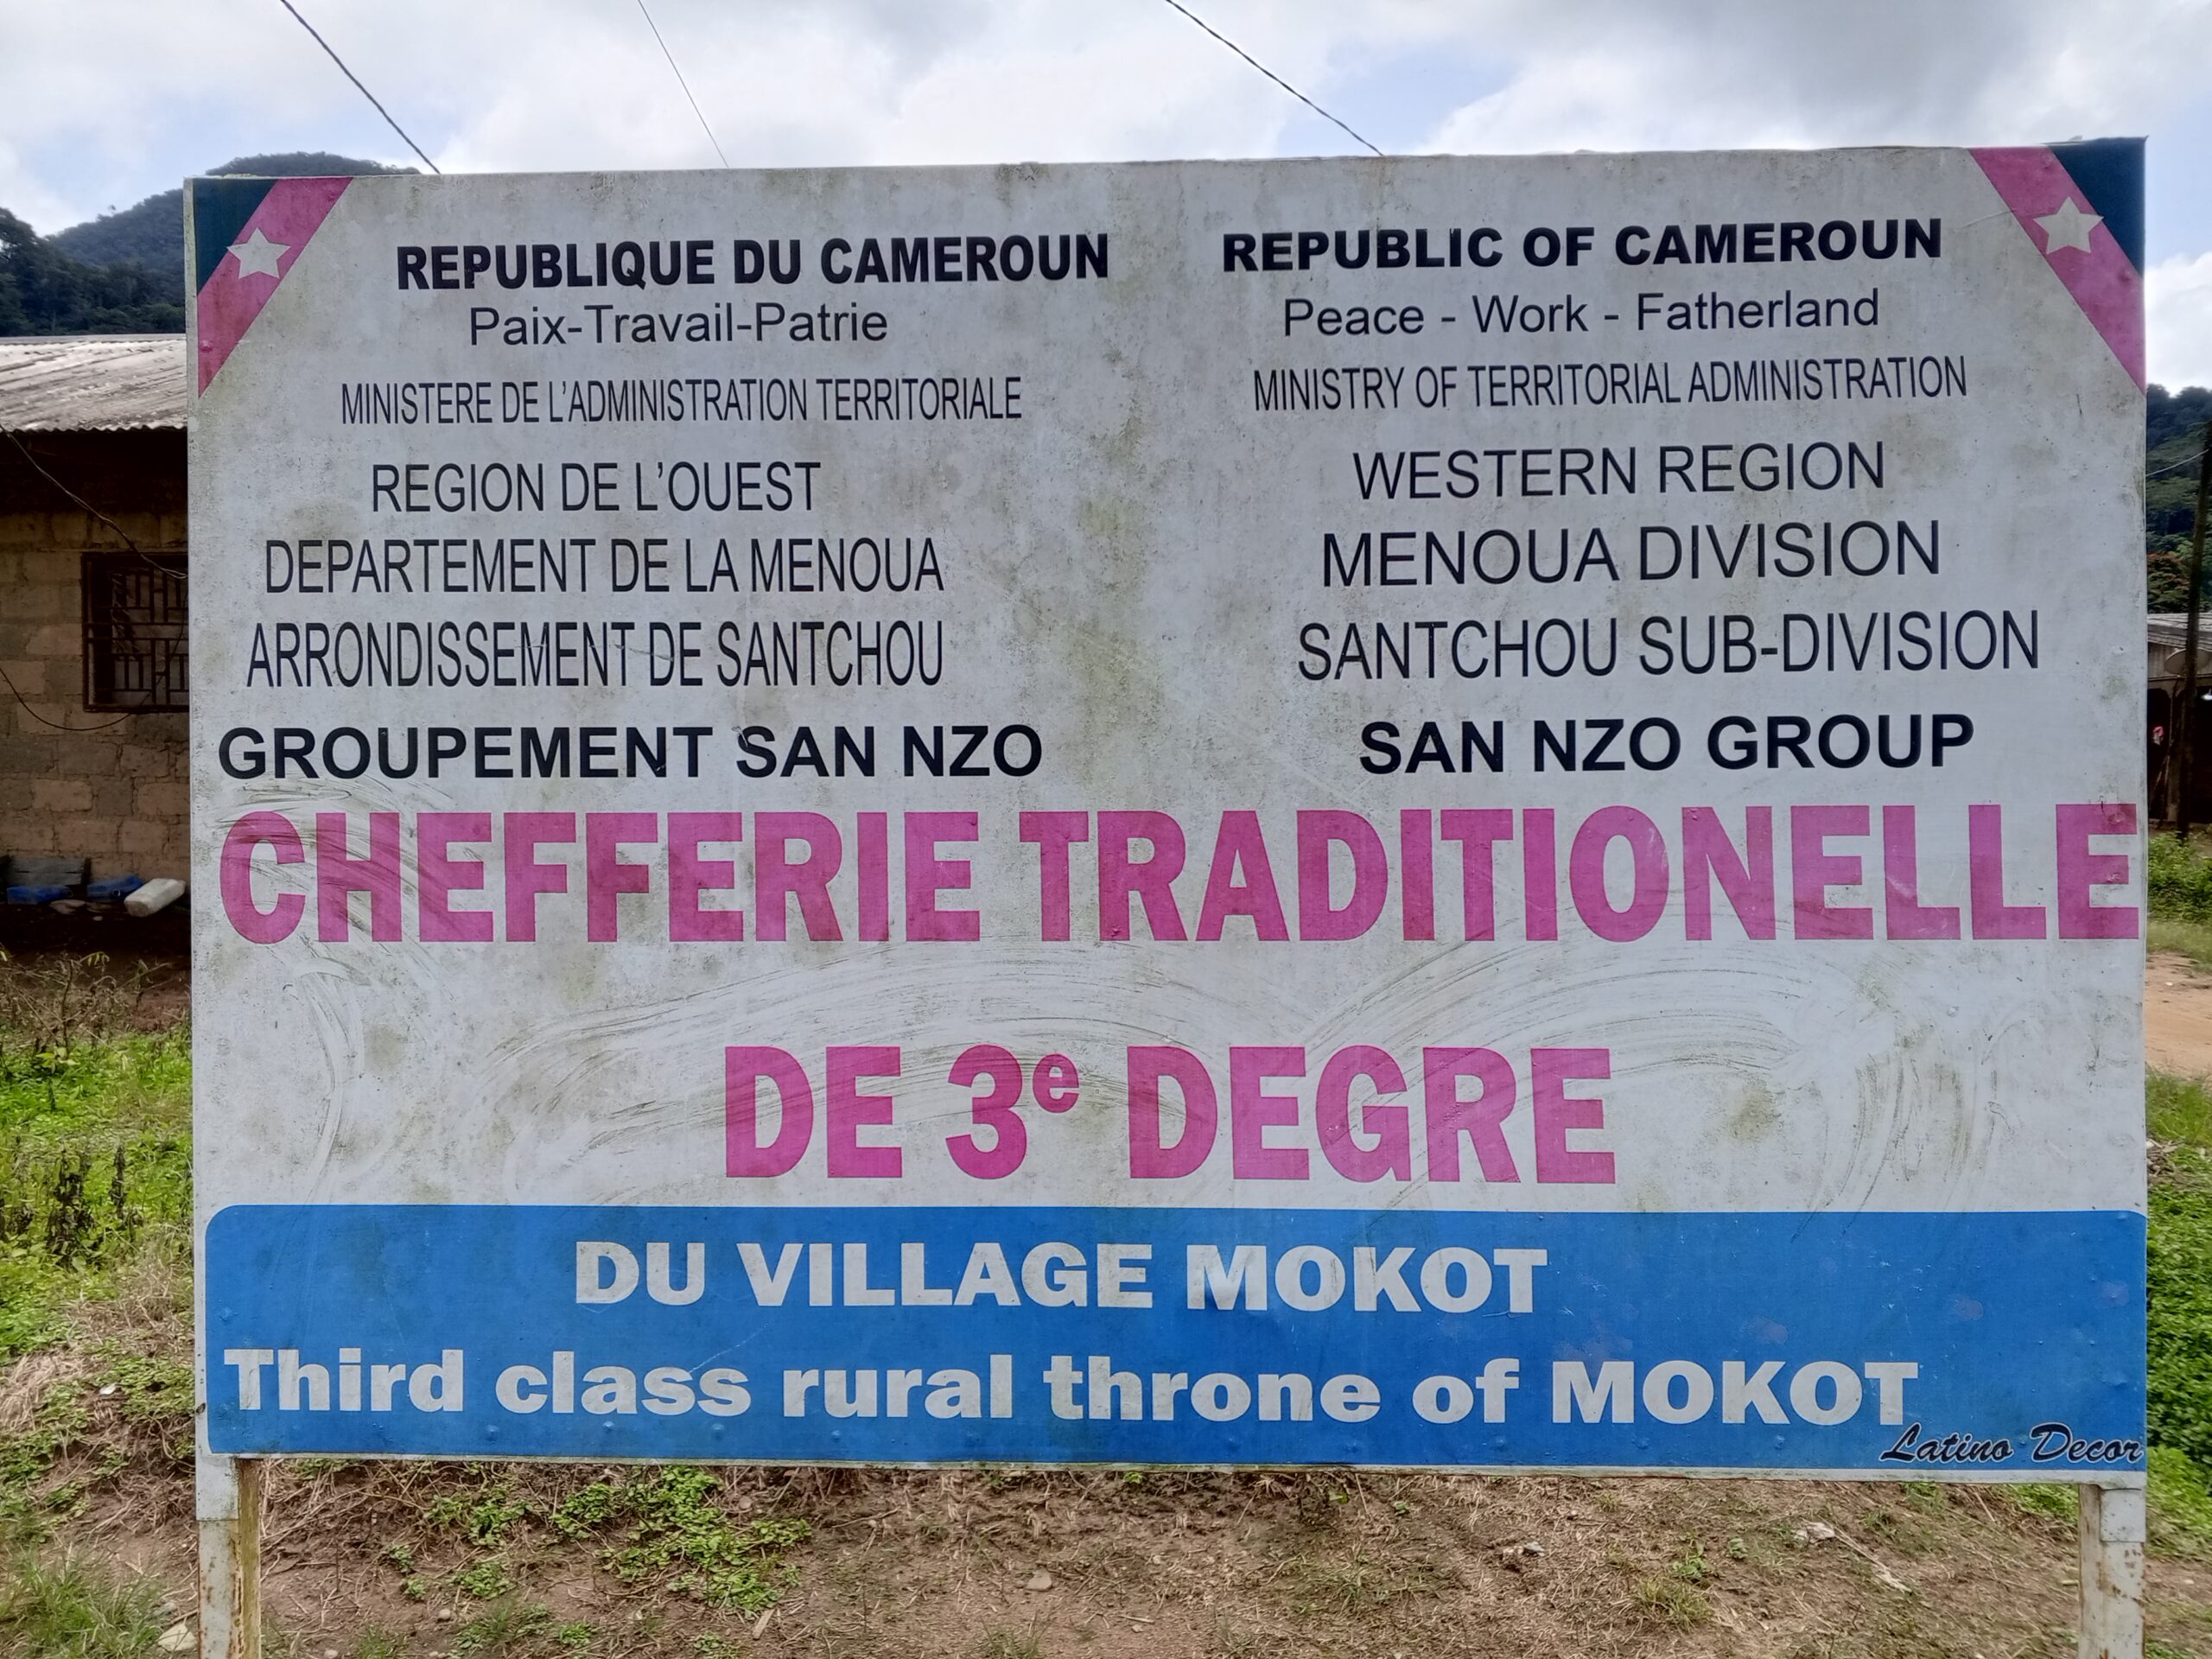 REPUBLIQUE DU CAMEROUN
Paix-Travail-Patrie
MINISTERE DE L'ADMINISTRATION TERRITORIALE
REGION DE L'OUEST
DEPARTEMENT DE LA MENOUA
ARRONDISSEMENT DE SANTCHOU
GROUPEMENT SAN NZO
REPUBLIC OF CAMEROUN
Peace - Work - Fatherland
MINISTRY OF TERRITORIAL ADMINISTRATION
WESTERN REGION
MENOUA DIVISION
SANTCHOU SUB-DIVISION
SAN NZO GROUP
CHEFFERIE TRADITIONELLE
DE 3e DEGRE
DU VILLAGE MOKOT
Third class rural throne of MOKOT
Latino Decor